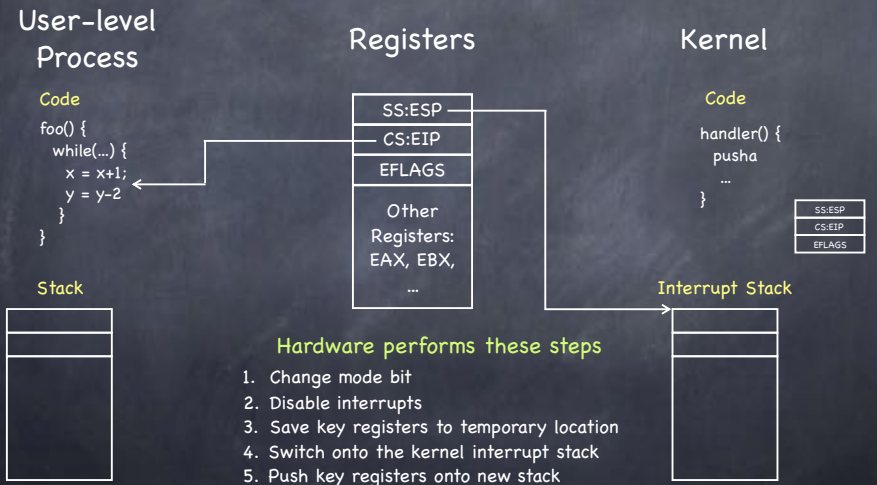 User-level
Process
Registers
Kernel
Code
foo() {
while(...) {
x = x+1;
y = y-2
}
}
Stack
SS:ESP
CS:EIP
EFLAGS
Other
Registers:
EAX, EBX,
...
Code
handler() {
pusha
...
}
SS:ESP
CS:EIP
EFLAGS
Interrupt Stack
Hardware performs these steps
1. Change mode bit
2. Disable interrupts
3. Save key registers to temporary location
4. Switch onto the kernel interrupt stack
5. Push key registers onto new stack